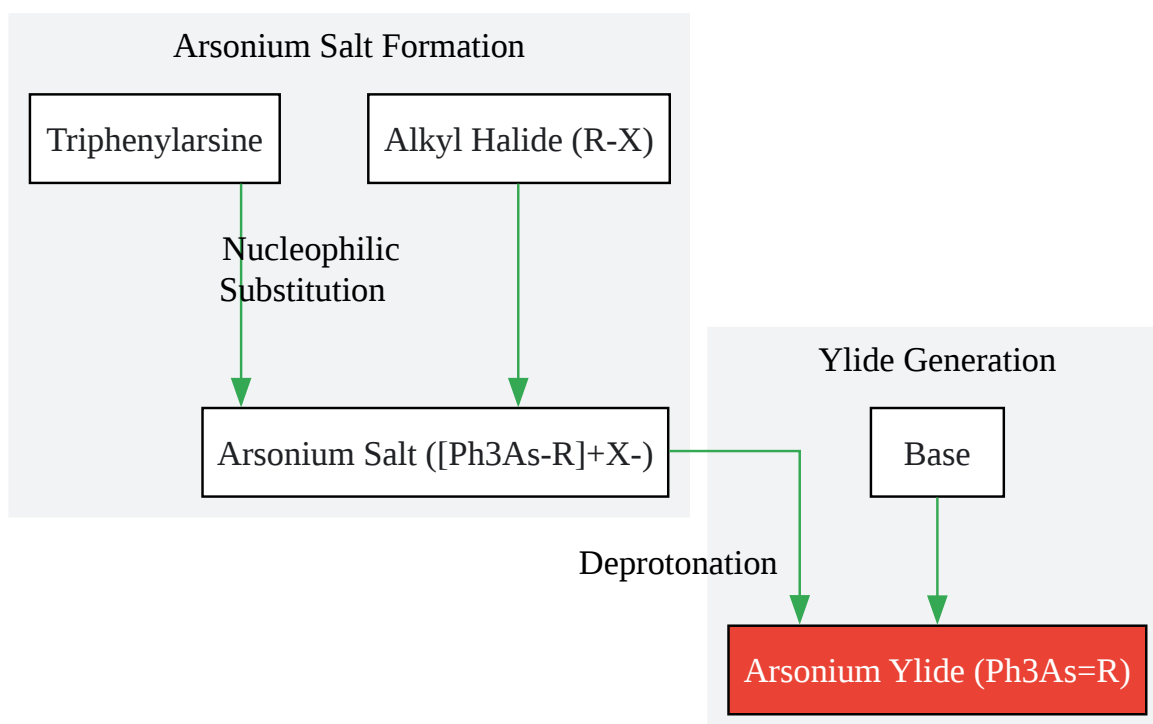 Arsonium Salt Formation
Triphenylarsine
Alkyl Halide (R-X)
Nucleophilic
Substitution
Arsonium Salt ([Ph3As-R]+X-)
Ylide Generation
Base
Deprotonation
Arsonium Ylide (Ph3As=R)